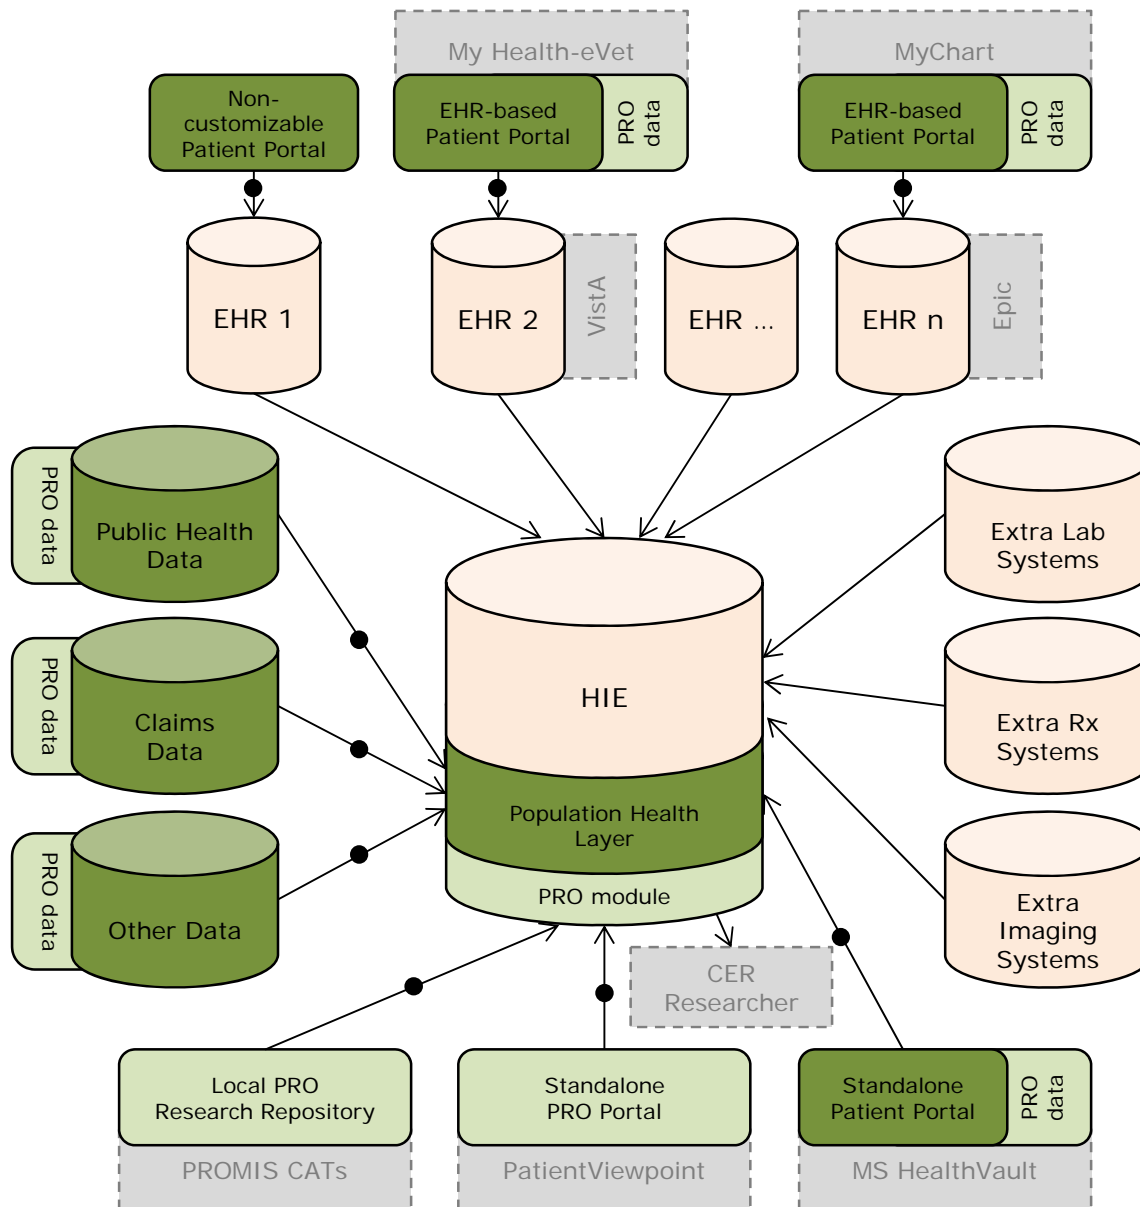 My Health-eVet
MyChart
Non-
customizable
Patient Portal
EHR-based
Patient Portal
PRO
data
EHR-based
Patient Portal
PRO
data
EHR 1
EHR 2
VistA
EHR ...
EHR n
Epic
PRO data
Public Health
Data
Extra Lab
Systems
PRO data
Claims
Data
HIE
Extra Rx
Systems
Population Health
Layer
PRO data
Other Data
PRO module
Extra
Imaging
Systems
CER
Researcher
Local PRO
Research Repository
Standalone
PRO Portal
Standalone
Patient Portal
PRO
data
PROMIS CATs
PatientViewpoint
MS HealthVault